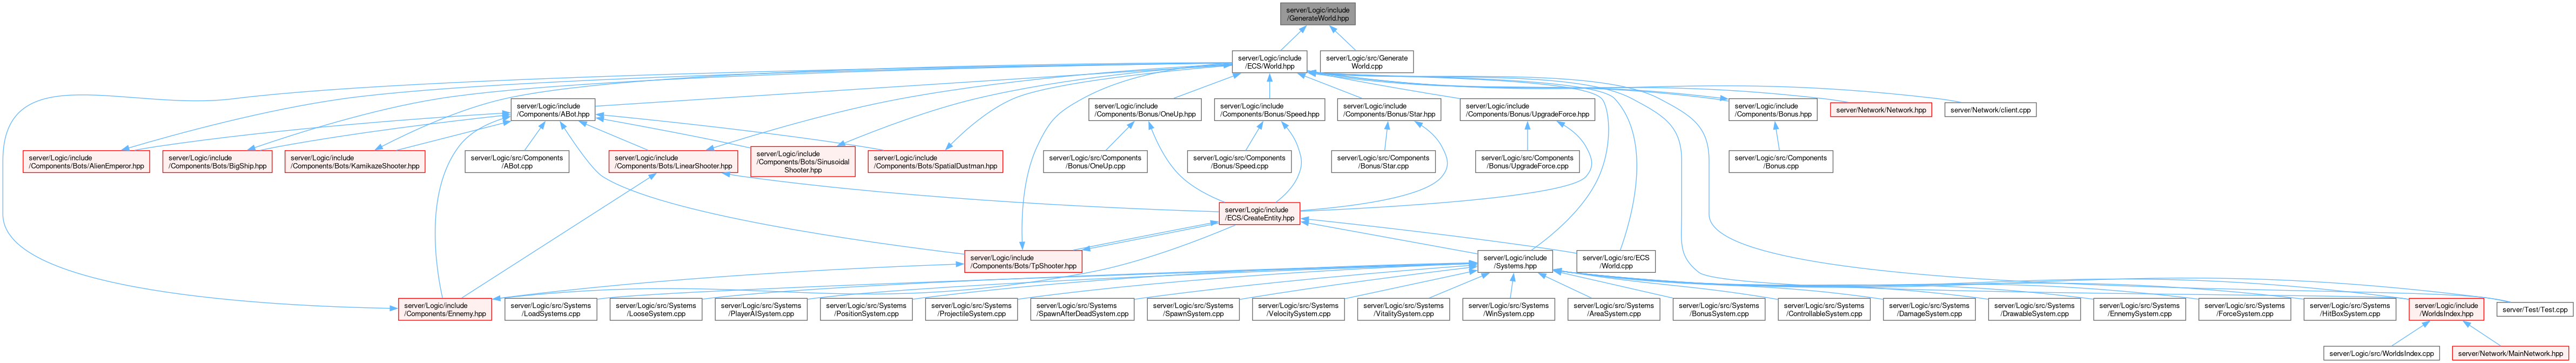 server/Logic/include
/GenerateWorld.hpp
server/Logic/include
/ECS/World.hpp
server/Logic/src/Generate
World.cpp
server/Logic/include
/Components/ABot.hpp
server/Logic/include
/Components/Bonus/OneUp.hpp
server/Logic/include
/Components/Bonus/Speed.hpp
server/Logic/include
/Components/Bonus/Star.hpp
server/Logic/include
/Components/Bonus/UpgradeForce.hpp
server/Logic/include
/Components/Bonus.hpp
server/Network/Network.hpp
server/Network/client.cpp
server/Logic/include
/Components/Bots/AlienEmperor.hpp
server/Logic/include
/Components/Bots/BigShip.hpp
server/Logic/include
/Components/Bots/KamikazeShooter.hpp
server/Logic/src/Components
/ABot.cpp
server/Logic/include
/Components/Bots/LinearShooter.hpp
server/Logic/include
/Components/Bots/Sinusoidal
Shooter.hpp
server/Logic/include
/Components/Bots/SpatialDustman.hpp
server/Logic/src/Components
/Bonus/OneUp.cpp
server/Logic/src/Components
/Bonus/Speed.cpp
server/Logic/src/Components
/Bonus/Star.cpp
server/Logic/src/Components
/Bonus/UpgradeForce.cpp
server/Logic/src/Components
/Bonus.cpp
server/Logic/include
/ECS/CreateEntity.hpp
server/Logic/include
/Components/Bots/TpShooter.hpp
server/Logic/include
/Systems.hpp
server/Logic/src/ECS
/World.cpp
server/Logic/include
/Components/Ennemy.hpp
server/Logic/src/Systems
/LoadSystems.cpp
server/Logic/src/Systems
/LooseSystem.cpp
server/Logic/src/Systems
/PlayerAISystem.cpp
server/Logic/src/Systems
/PositionSystem.cpp
server/Logic/src/Systems
/ProjectileSystem.cpp
server/Logic/src/Systems
/SpawnAfterDeadSystem.cpp
server/Logic/src/Systems
/SpawnSystem.cpp
server/Logic/src/Systems
/VelocitySystem.cpp
server/Logic/src/Systems
/VitalitySystem.cpp
server/Logic/src/Systems
/WinSystem.cpp
server/Logic/src/Systems
/AreaSystem.cpp
server/Logic/src/Systems
/BonusSystem.cpp
server/Logic/src/Systems
/ControllableSystem.cpp
server/Logic/src/Systems
/DamageSystem.cpp
server/Logic/src/Systems
/DrawableSystem.cpp
server/Logic/src/Systems
/EnnemySystem.cpp
server/Logic/src/Systems
/ForceSystem.cpp
server/Logic/src/Systems
/HitBoxSystem.cpp
server/Logic/include
/WorldsIndex.hpp
server/Test/Test.cpp
server/Logic/src/WorldsIndex.cpp
server/Network/MainNetwork.hpp